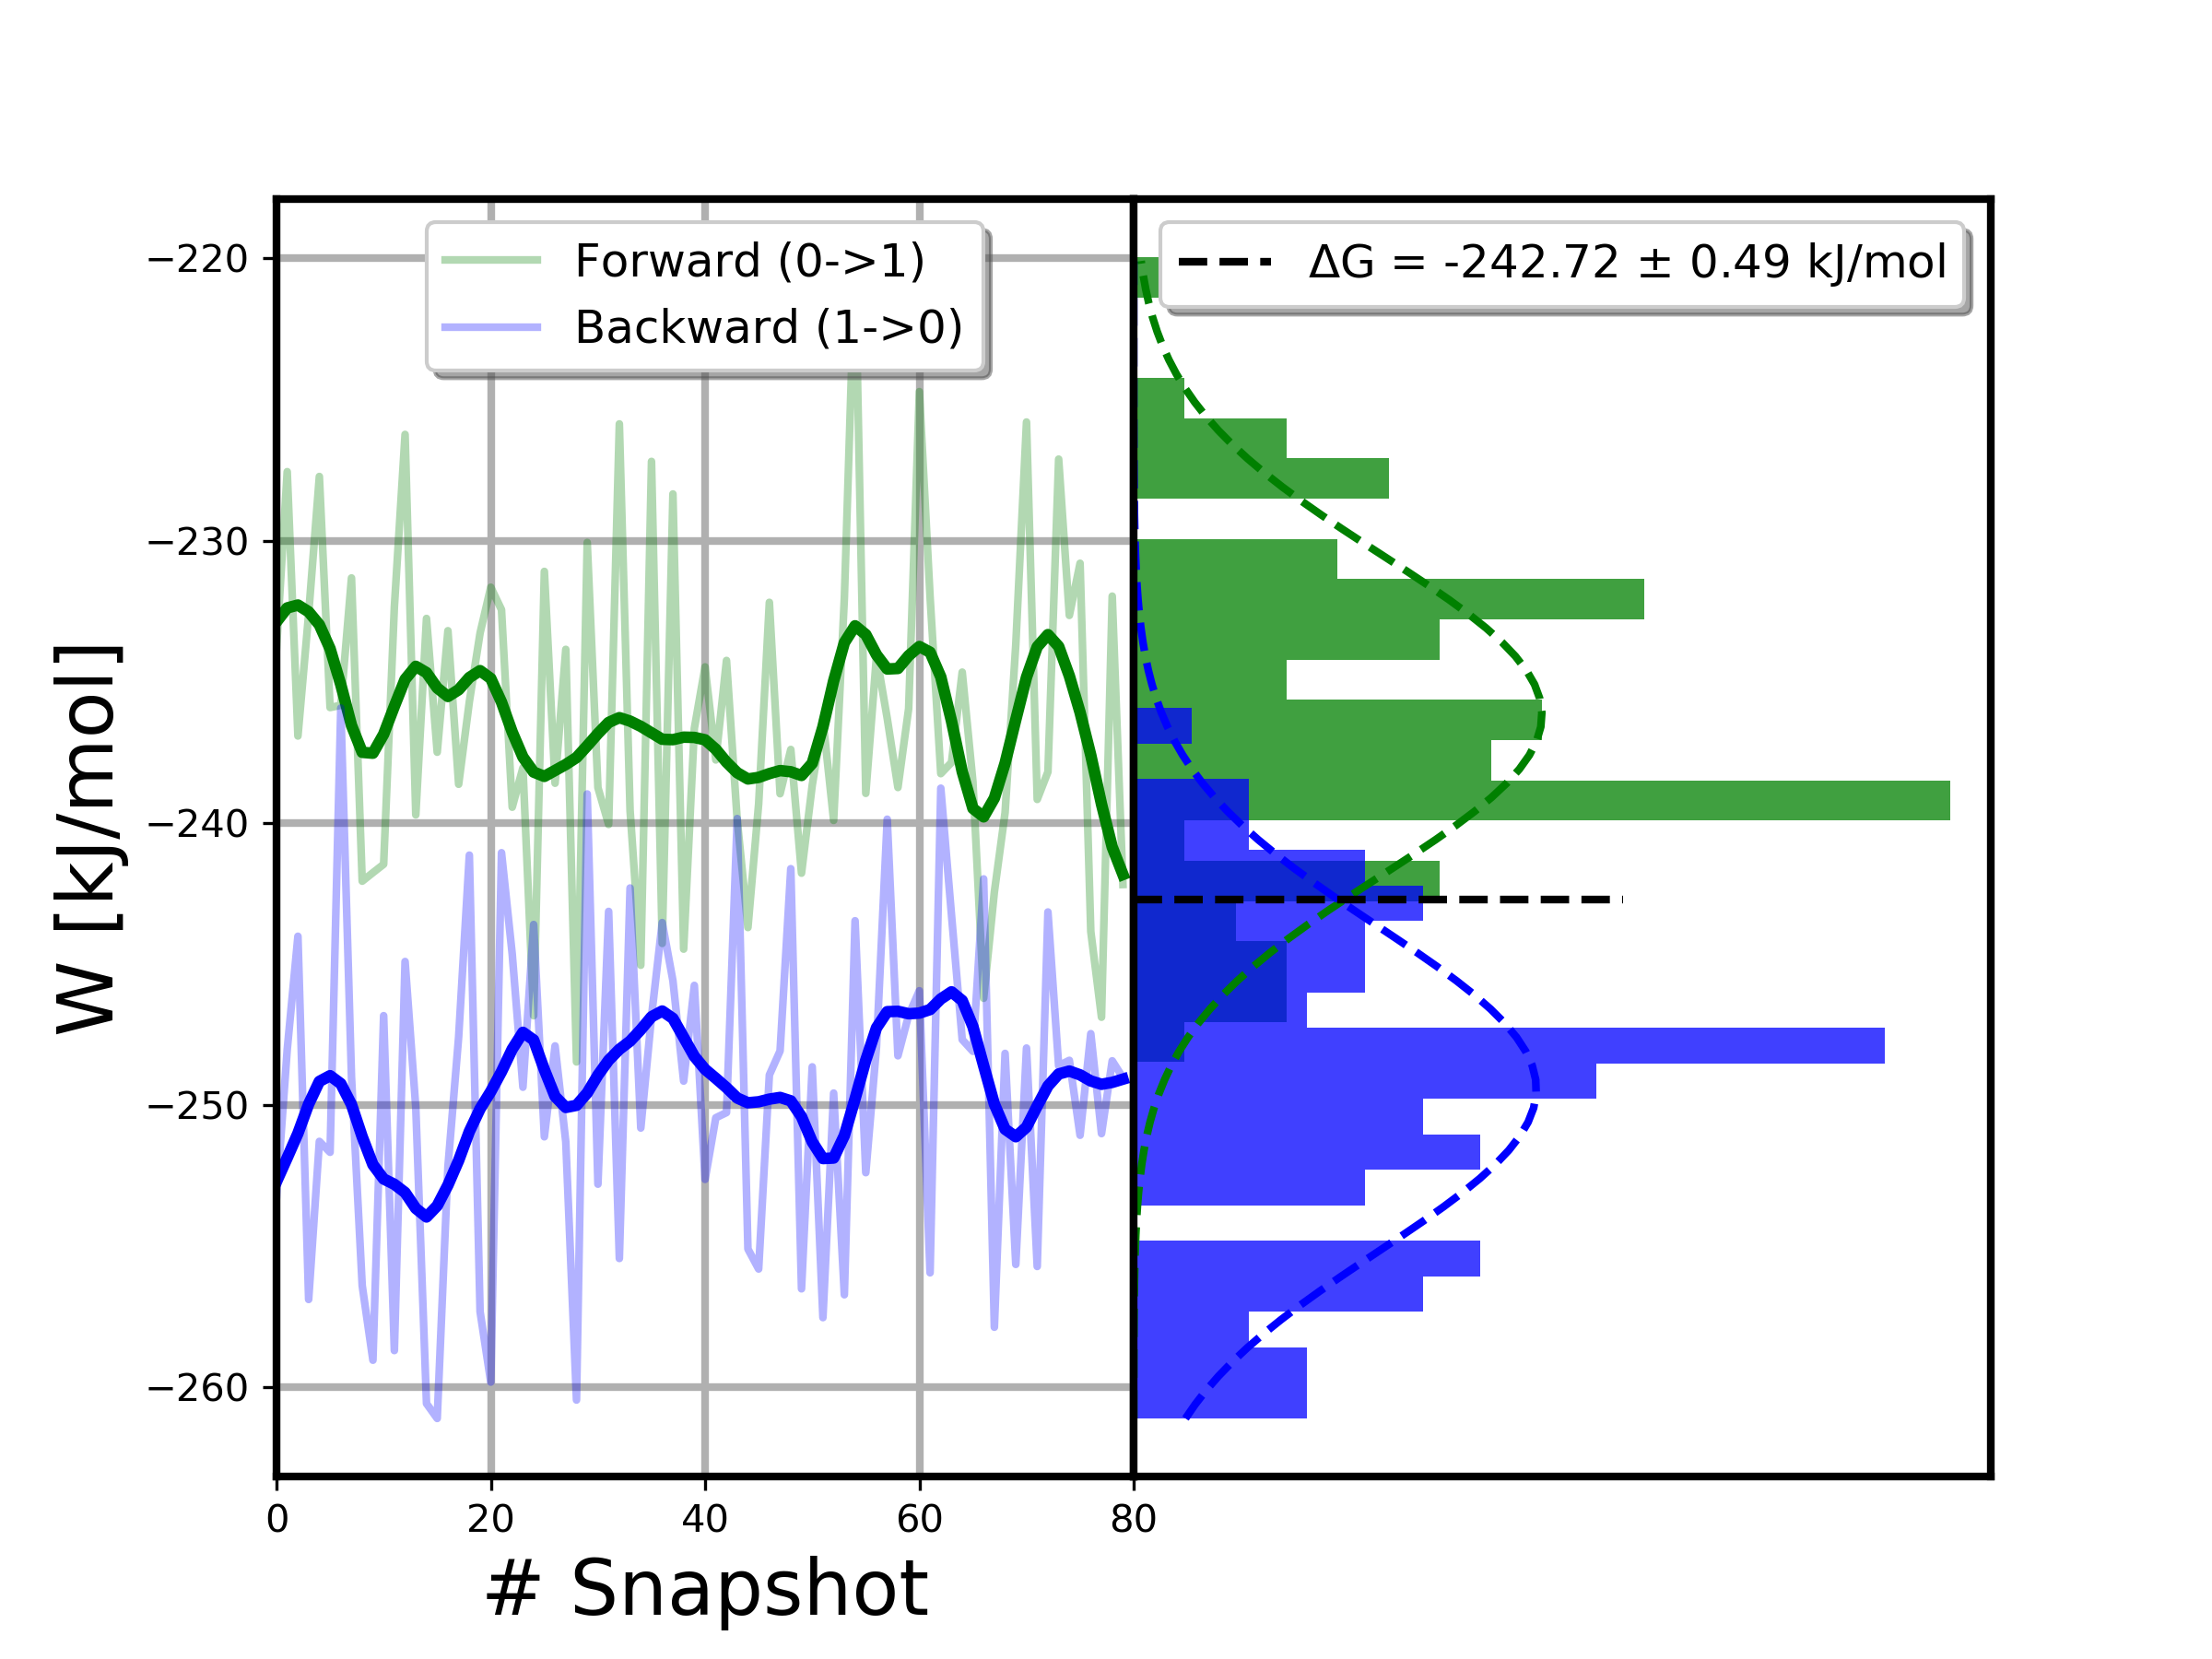 Forward (0->1)
Backward (1->0)
ΔG = -242.72 ± 0.49 kJ/mol
W [kJ/mol]
−220
−230
−240
−250
−260
0 20 40 60 80
# Snapshot